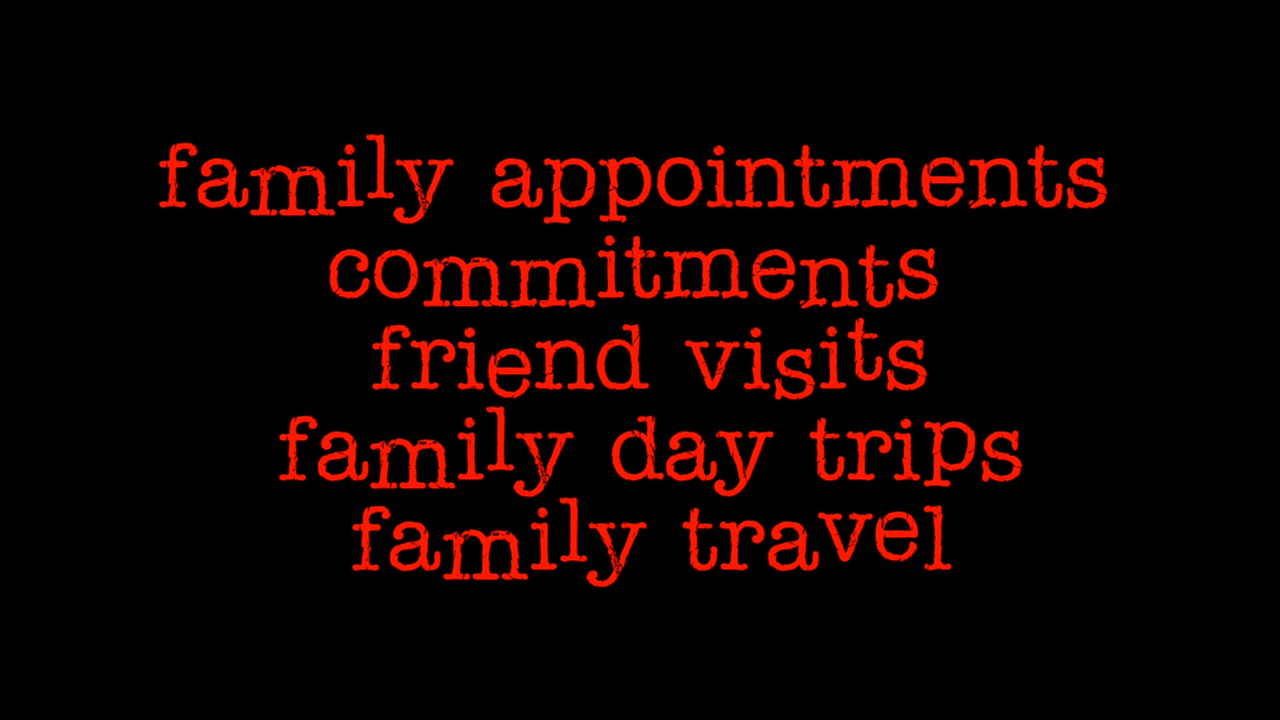 family appointments
commitments
friend visits
family day trips
family travel